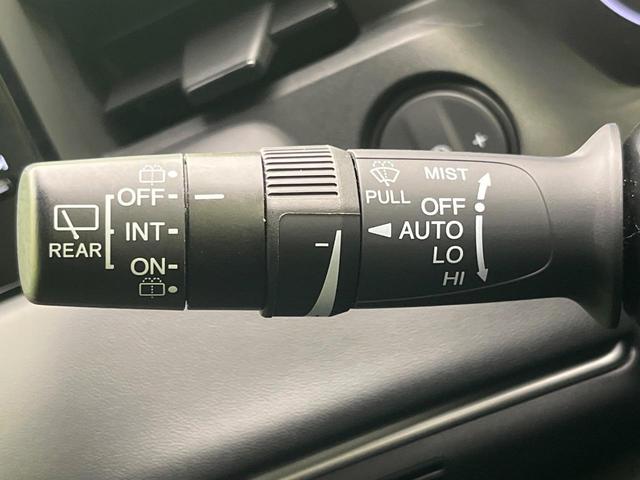 OFF
REAR
INT
ON
MIST
PULL
OFF
AUTO
LO
HI